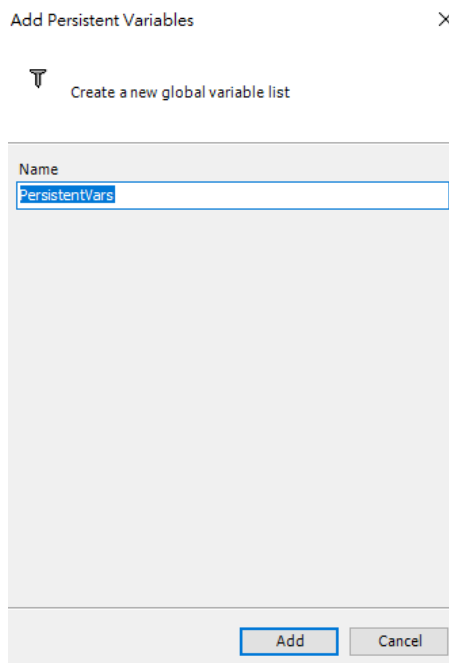 Add Persistent Variables
Create a new global variable list
Name
PersistentVars
Add Cancel